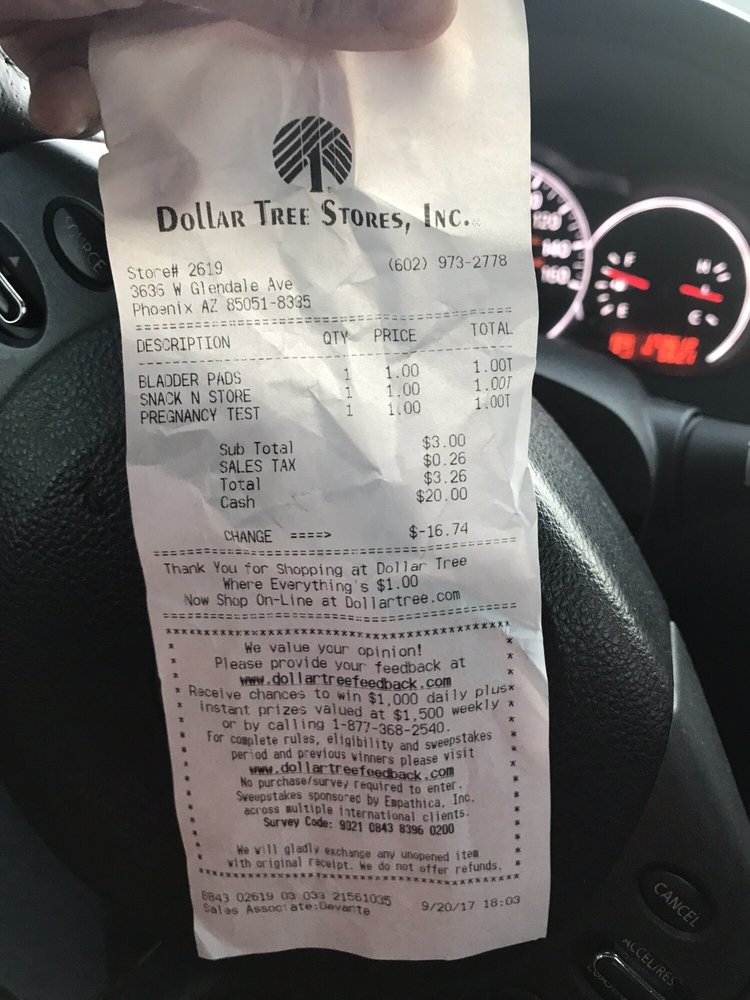 DOLLAR TREE STORES, INC.
Store# 2619 (602) 973-2778
3636 W Glendale Ave
Phoenix AZ 85051-8335
DESCRIPTION QTY PRICE TOTAL
BLADDER PADS 1 1.00 1.00T
SNACK N STORE 1 1.00 1.00T
PREGNANCY TEST 1 1.00 1.00T
Sub Total $3.00
SALES TAX $0.26
Total $3.26
Cash $20.00
CHANGE ====> $-16.74
Thank You for Shopping at Dollar Tree
Where Everything's $1.00
Now Shop On-Line at Dollartree.com
We value your opinion!
Please provide your feedback at
www.dollartreefeedback.com
Receive chances to win $1,000 daily plus
instant prizes valued at $1,500 weekly
or by calling 1-877-368-2540.
For complete rules, eligibility and sweepstakes
period and previous winners please visit
www.dollartreefeedback.com
No purchase/survey required to enter.
Sweepstakes sponsored by Empathica, Inc.
across multiple international clients.
Survey Code: 9021 0843 8396 0200
We will gladly exchange any unopened item
with original receipt. We do not offer refunds.
8843 02619 03 033 21561035 9/20/17 18:03
Sales Associate:Devante
SOURCE
120
140
160
F
E
H
C
CANCEL
ACCEL/RES